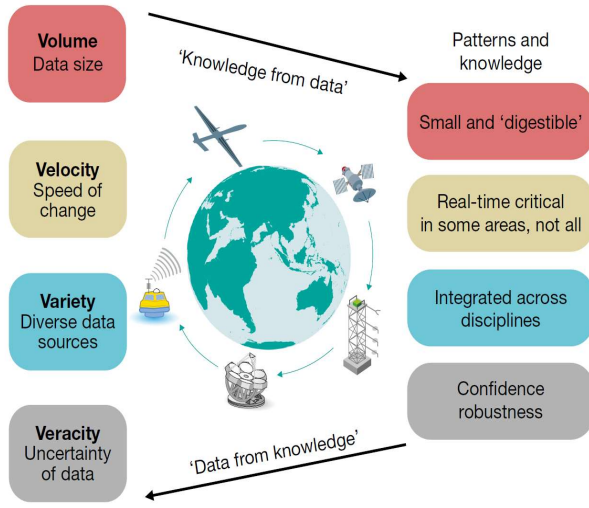 Volume
Data size
Velocity
Speed of
change
Variety
Diverse data
sources
Veracity
Uncertainty
of data
‘Knowledge from data’
‘Data from knowledge’
Patterns and
knowledge
Small and ‘digestible’
Real-time critical
in some areas, not all
Integrated across
disciplines
Confidence
robustness